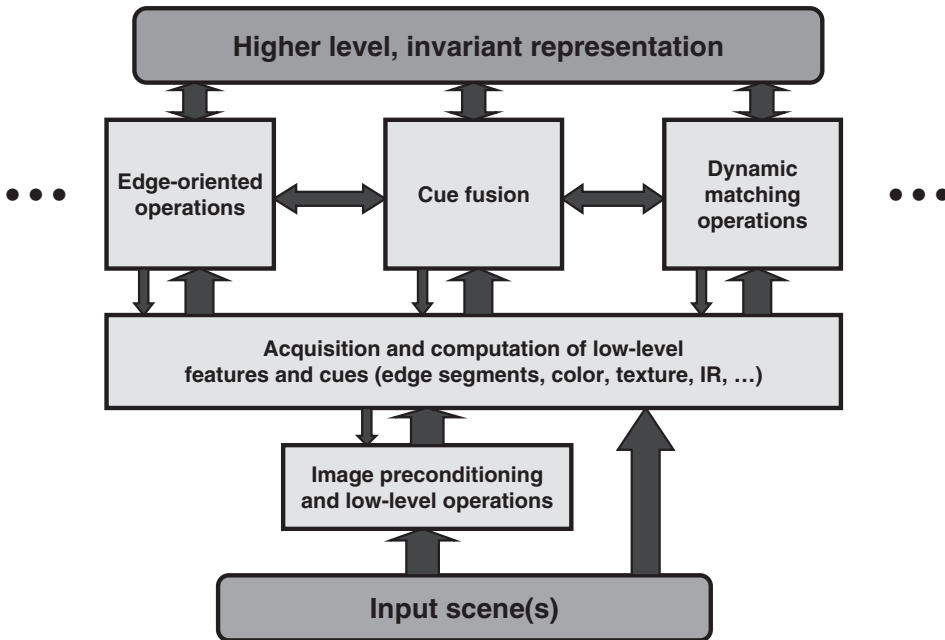 Higher level, invariant representation
Edge-oriented
operations
Cue fusion
Dynamic
matching
operations
Acquisition and computation of low-level
features and cues (edge segments, color, texture, IR, ...)
Image preconditioning
and low-level operations
Input scene(s)